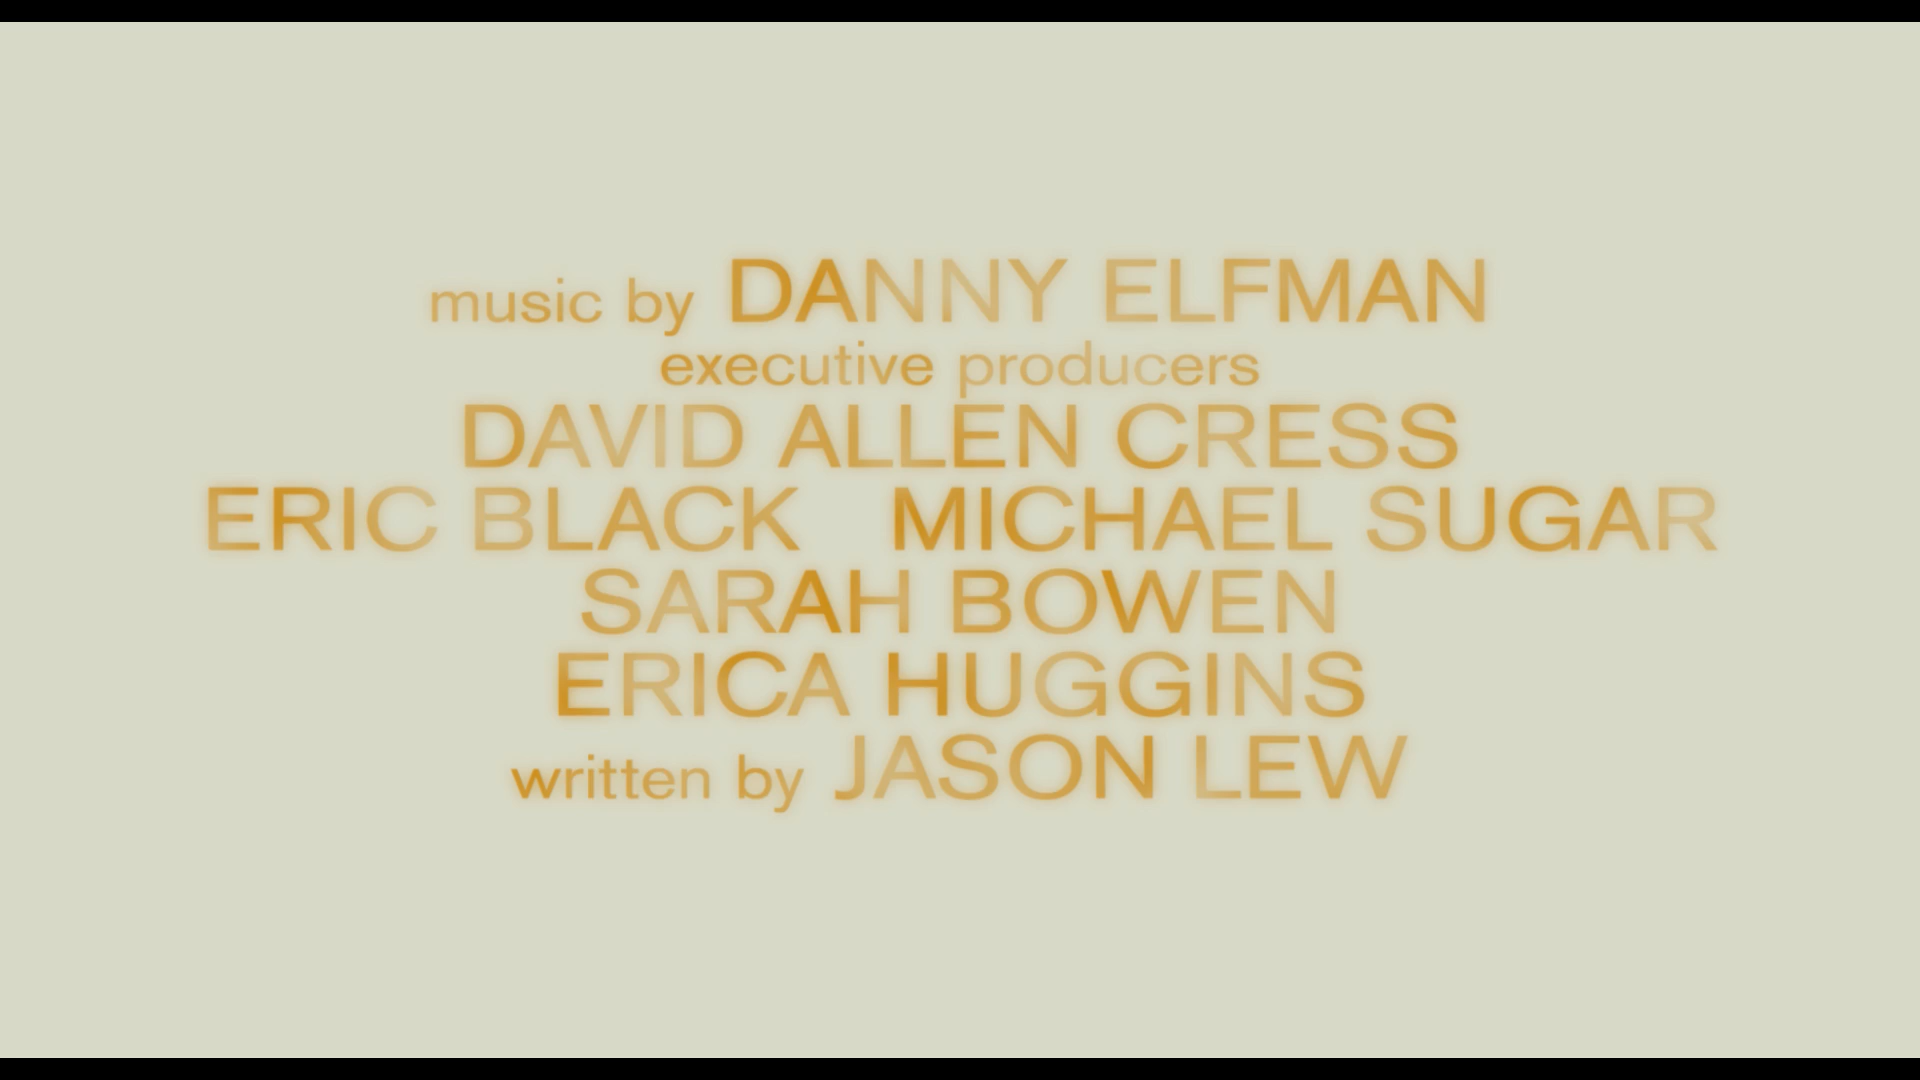 music by DANNY ELFMAN
executive producers
DAVID ALLEN CRESS
ERIC BLACK MICHAEL SUGAR
SARAH BOWEN
ERICA HUGGINS
written by JASON LEW